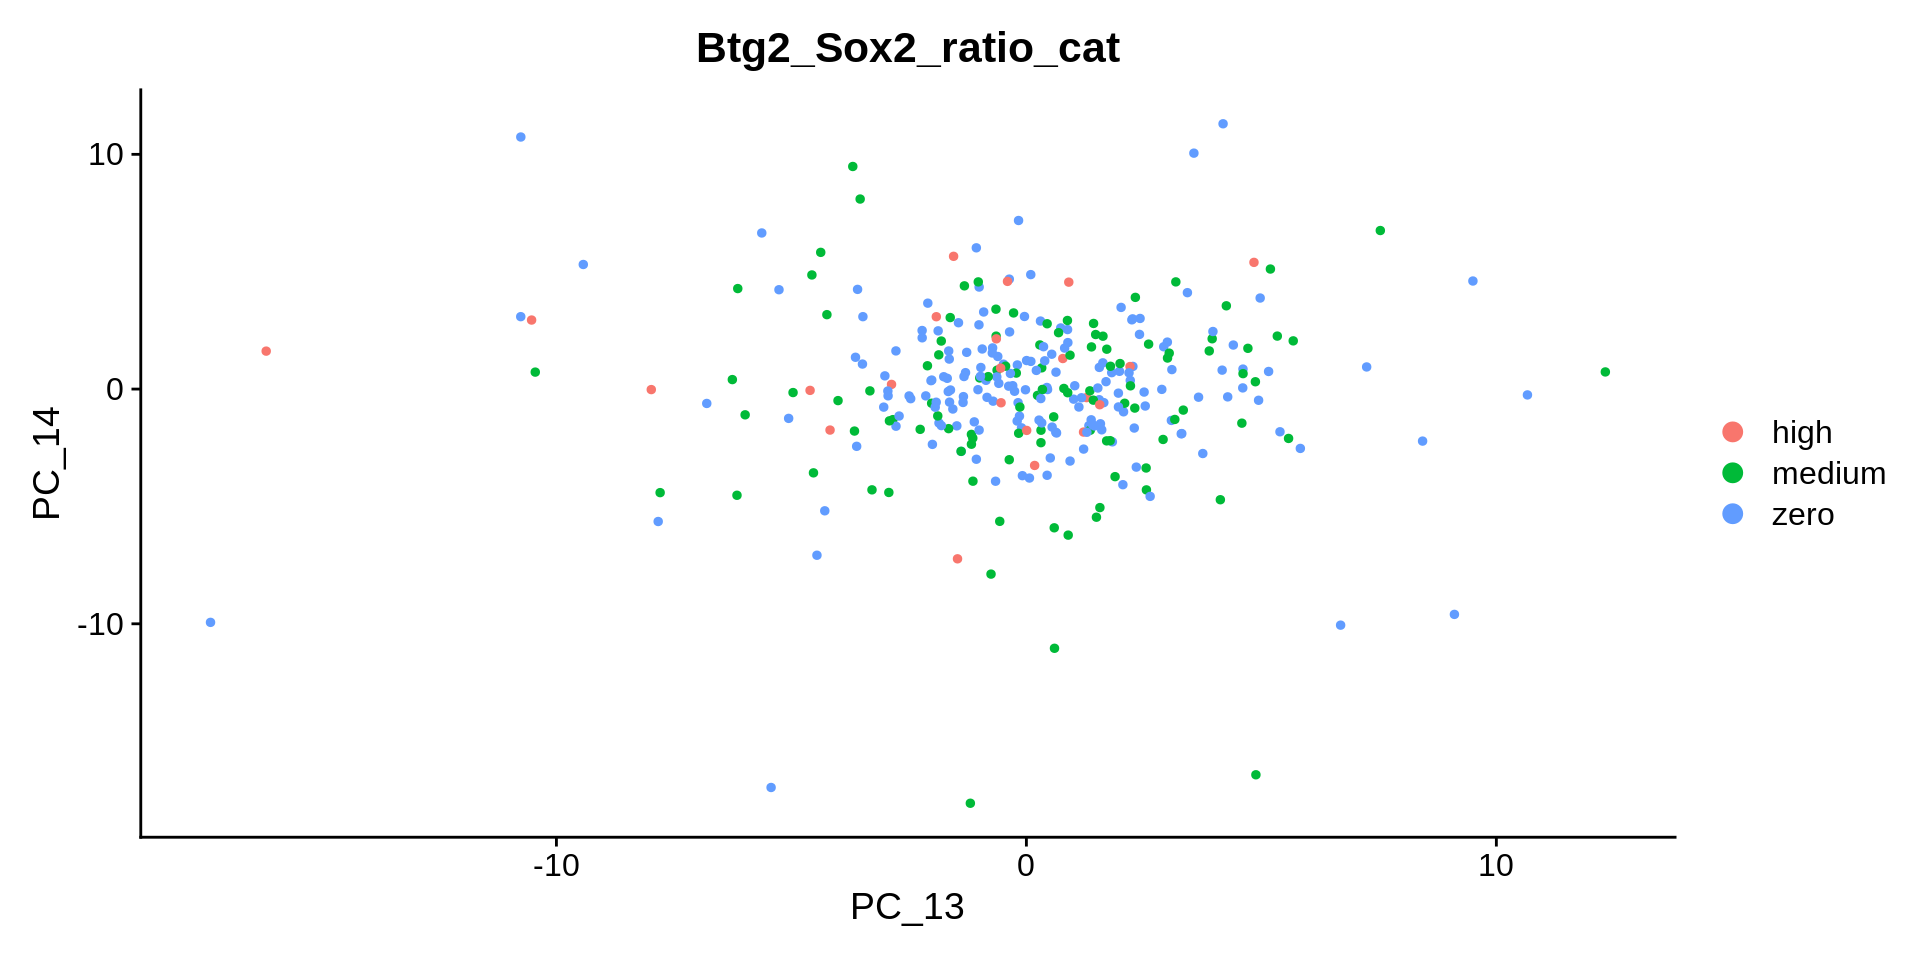 Btg2_Sox2_ratio_cat
10
0
-10
PC_14
-10
0
10
PC_13
high
medium
zero